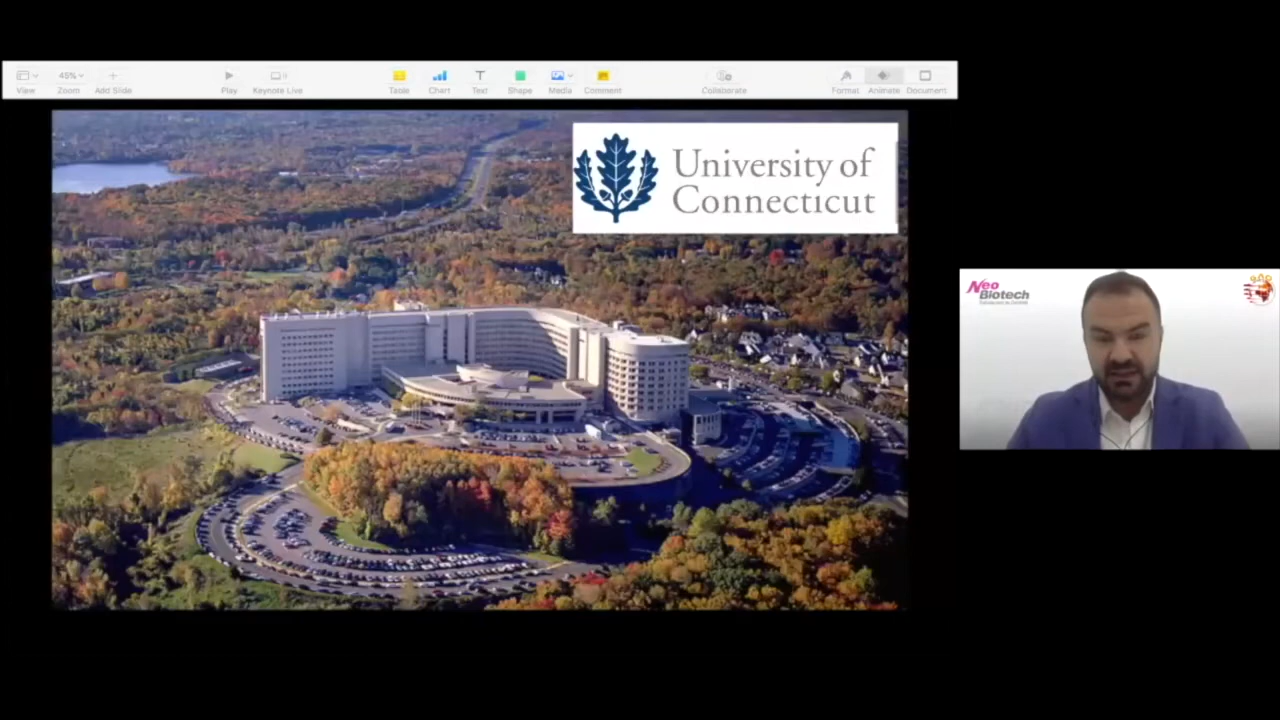 45%
View
Zoom
Add Slide
Play
Keynote Live
Table
Chart
Text
Shape
Media
Comment
Collaborate
Format
Animate
Document
University of
Connecticut
Neo
Biotech